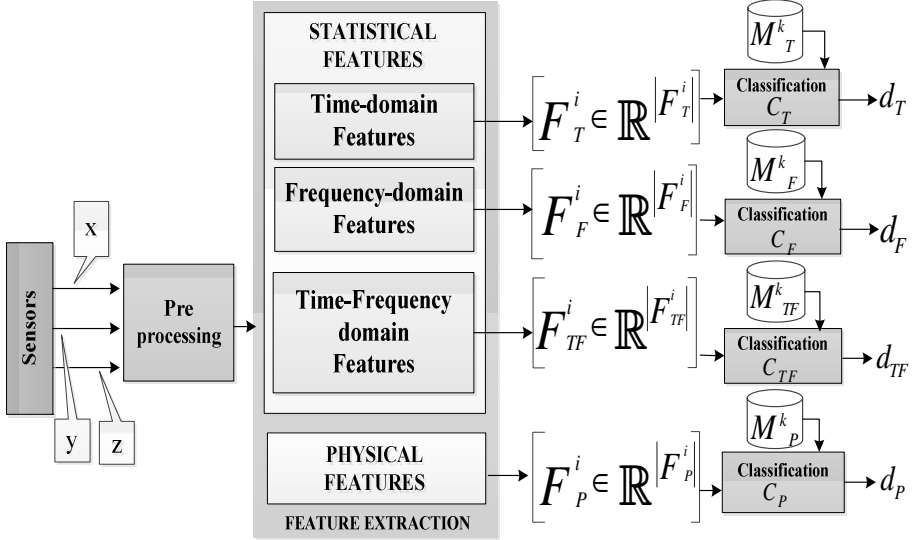 Sensors
x
y
z
Pre
processing
STATISTICAL
FEATURES
Time-domain
Features
Frequency-domain
Features
Time-Frequency
domain
Features
PHYSICAL
FEATURES
FEATURE EXTRACTION
[F^i_T ∈ ℝ^|F^i_T|]
M^k_T
Classification
C_T
d_T
[F^i_F ∈ ℝ^|F^i_F|]
M^k_F
Classification
C_F
d_F
[F^i_TF ∈ ℝ^|F^i_TF|]
M^k_TF
Classification
C_TF
d_TF
[F^i_P ∈ ℝ^|F^i_P|]
M^k_P
Classification
C_P
d_P